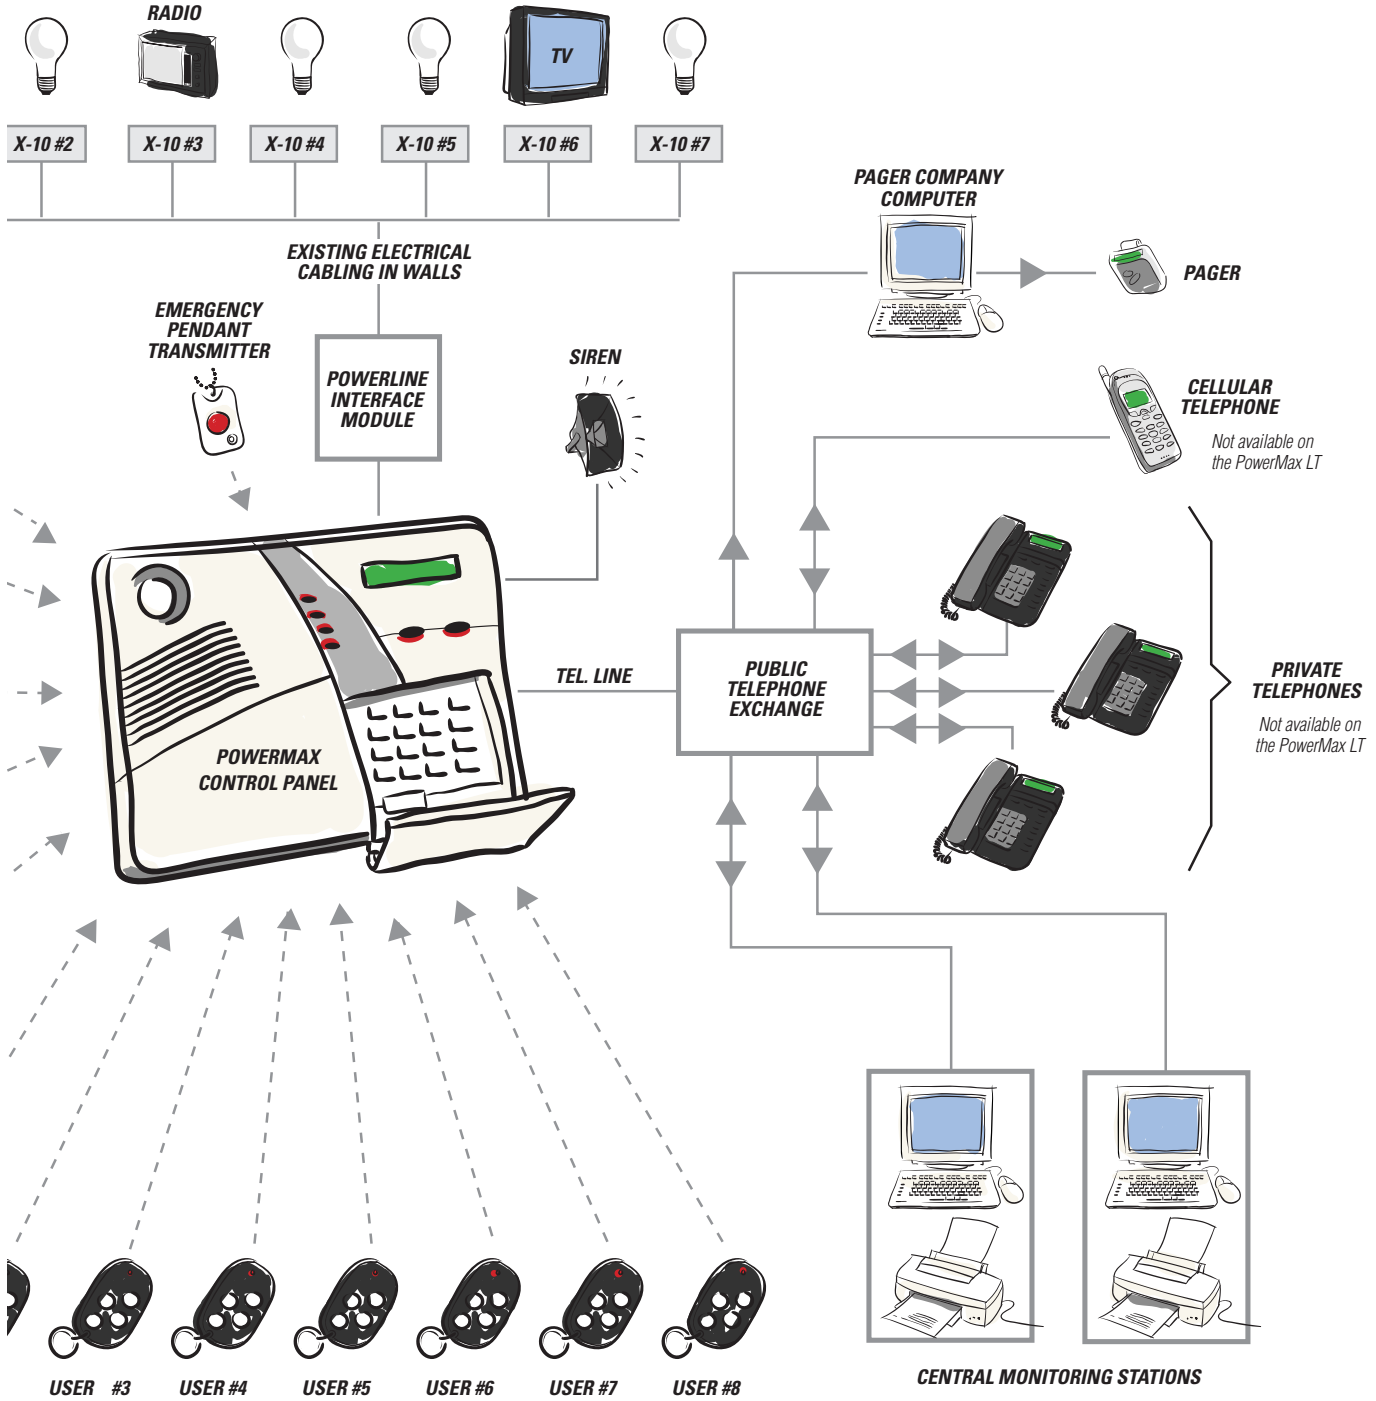 RADIO
TV
X-10 #2
X-10 #3
X-10 #4
X-10 #5
X-10 #6
X-10 #7
EXISTING ELECTRICAL
CABLING IN WALLS
PAGER COMPANY
COMPUTER
PAGER
EMERGENCY
PENDANT
TRANSMITTER
POWERLINE
INTERFACE
MODULE
SIREN
CELLULAR
TELEPHONE
Not available on
the PowerMax LT
POWERMAX
CONTROL PANEL
TEL. LINE
PUBLIC
TELEPHONE
EXCHANGE
PRIVATE
TELEPHONES
Not available on
the PowerMax LT
USER #3
USER #4
USER #5
USER #6
USER #7
USER #8
CENTRAL MONITORING STATIONS